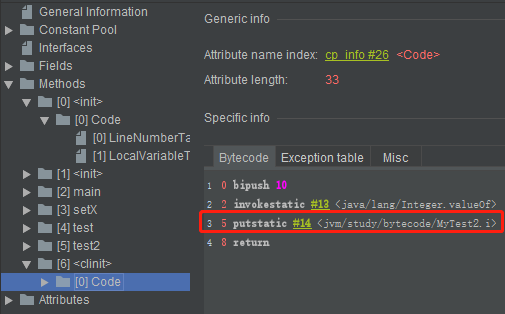 General Information
Constant Pool
Interfaces
Fields
Methods
[0] <init>
[0] Code
[0] LineNumberTa
[1] LocalVariableT
[1] <init>
[2] main
[3] setX
[4] test
[5] test2
[6] <clinit>
[0] Code
Attributes
Generic info
Attribute name index: cp_info #26 <Code>
Attribute length: 33
Specific info
Bytecode Exception table Misc
1 0 bipush 10
2 2 invokestatic #13 <java/lang/Integer.valueOf>
3 5 putstatic #14 <jvm/study/bytecode/MyTest2.i>
4 8 return